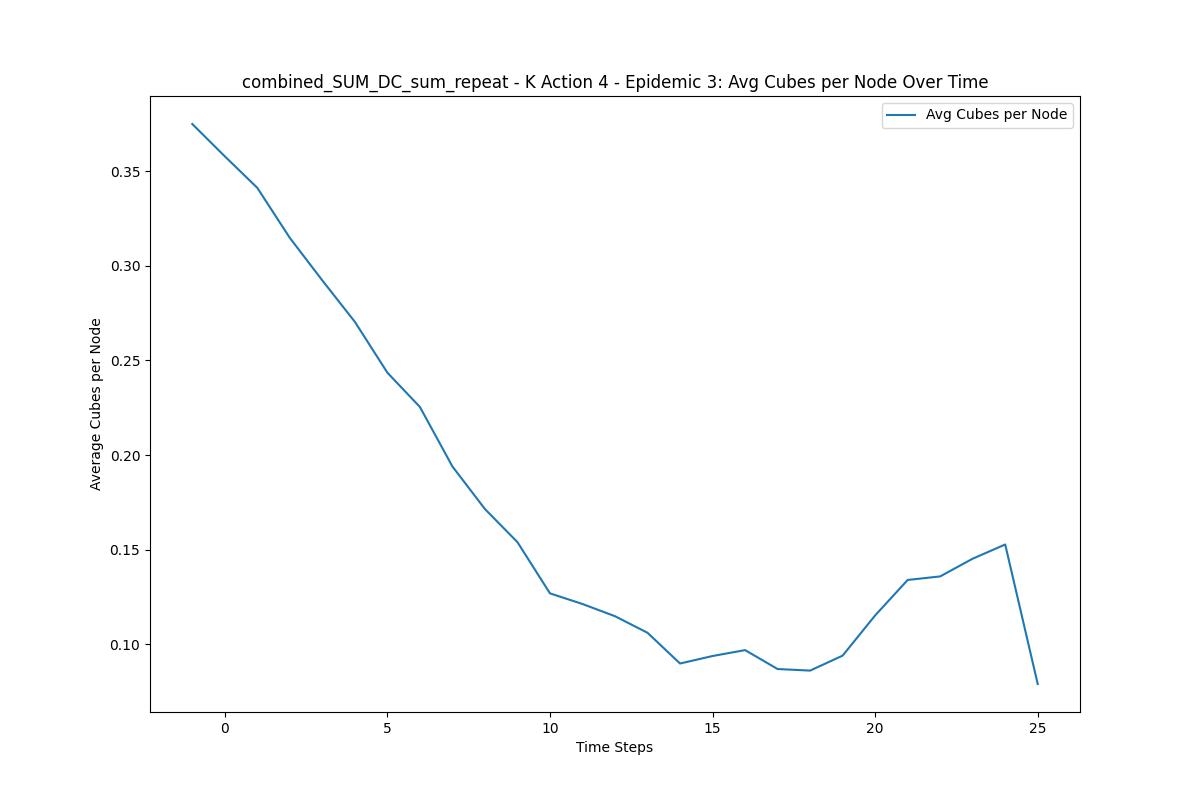 combined_SUM_DC_sum_repeat - K Action 4 - Epidemic 3: Avg Cubes per Node Over Time
Avg Cubes per Node
0.35
0.30
0.25
0.20
0.15
0.10
Average Cubes per Node
0 5 10 15 20 25
Time Steps